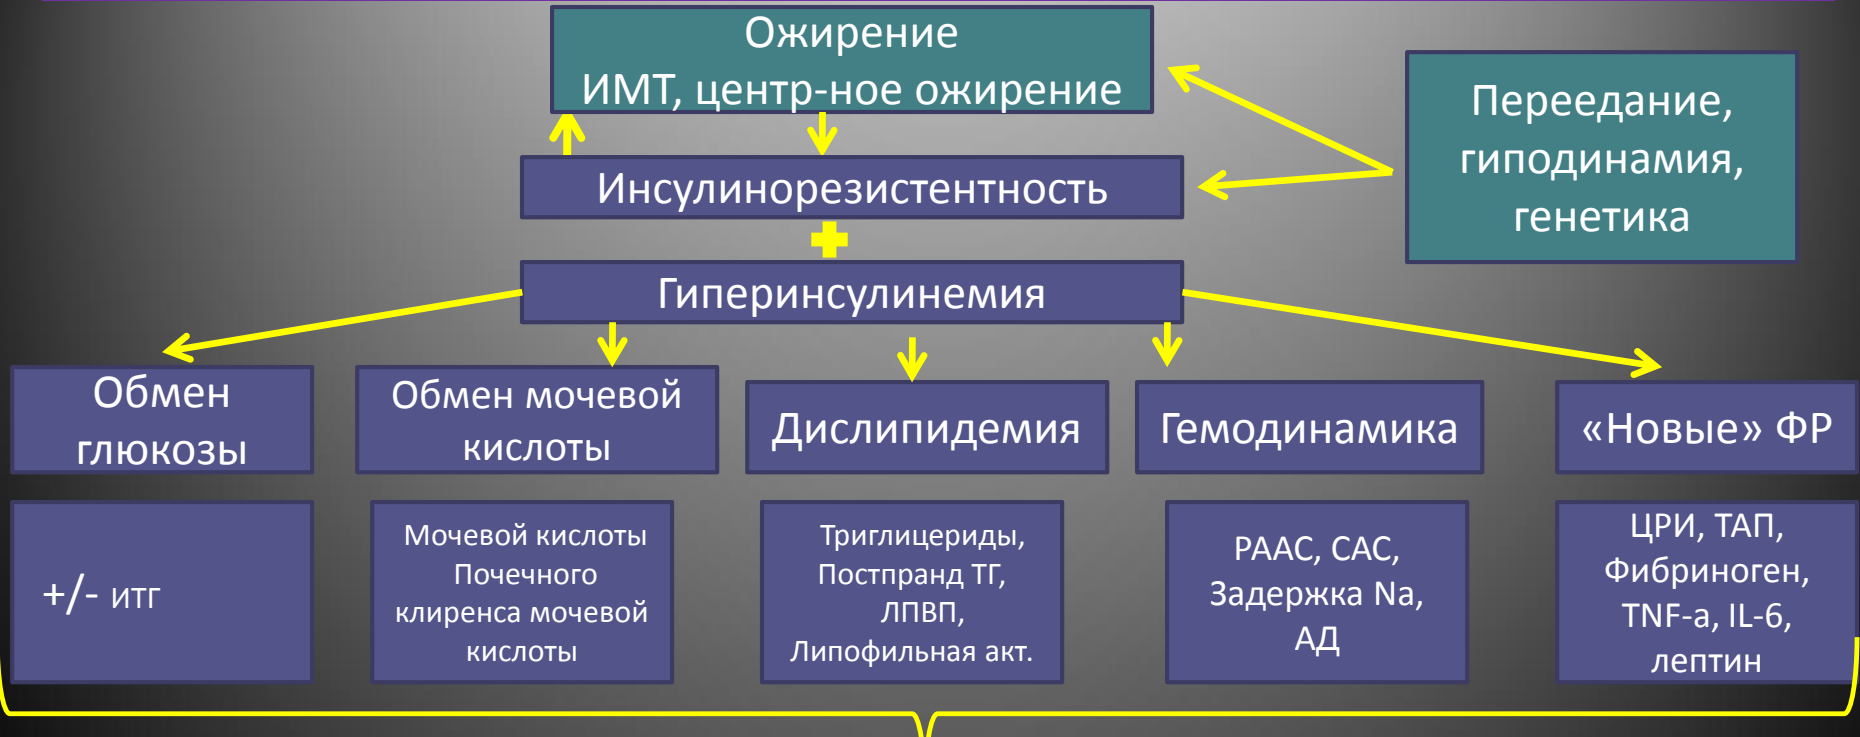 Ожирение
ИМТ, центр-ное ожирение
Переедание,
гиподинамия,
генетика
Инсулинорезистентность
Гиперинсулинемия
Обмен
глюкозы
Обмен мочевой
кислоты
Дислипидемия
Гемодинамика
«Новые» ФР
+/- ИТГ
Мочевой кислоты
Почечного
клиренса мочевой
кислоты
Триглицериды,
Постпранд ТГ,
ЛПВП,
Липофильная акт.
РААС, САС,
Задержка Na,
АД
ЦРИ, ТАП,
Фибриноген,
TNF-a, IL-6,
лептин